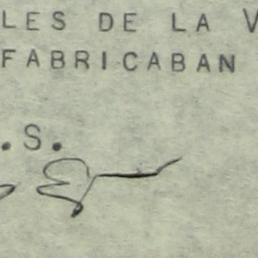 LES DE LA V
FABRICABAN
.S.